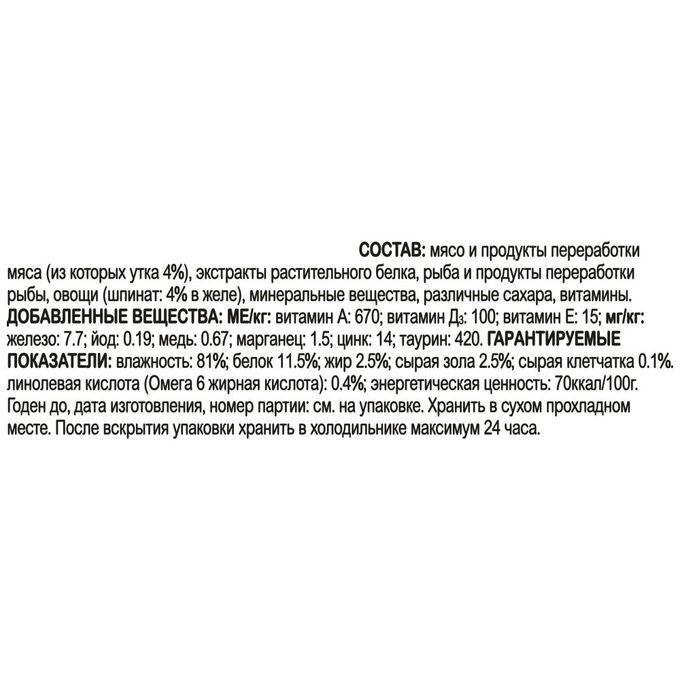 СОСТАВ: мясо и продукты переработки
мяса (из которых утка 4%), экстракты растительного белка, рыба и продукты переработки
рыбы, овощи (шпинат: 4% в желе), минеральные вещества, различные сахара, витамины.
ДОБАВЛЕННЫЕ ВЕЩЕСТВА: МЕ/кг: витамин А: 670; витамин Д₃: 100; витамин Е: 15; мг/кг:
железо: 7.7; йод: 0.19; медь: 0.67; марганец: 1.5; цинк: 14; таурин: 420. ГАРАНТИРУЕМЫЕ
ПОКАЗАТЕЛИ: влажность: 81%; белок 11.5%; жир 2.5%; сырая зола 2.5%; сырая клетчатка 0.1%.
линолевая кислота (Омега 6 жирная кислота): 0.4%; энергетическая ценность: 70ккал/100г.
Годен до, дата изготовления, номер партии: см. на упаковке. Хранить в сухом прохладном
месте. После вскрытия упаковки хранить в холодильнике максимум 24 часа.